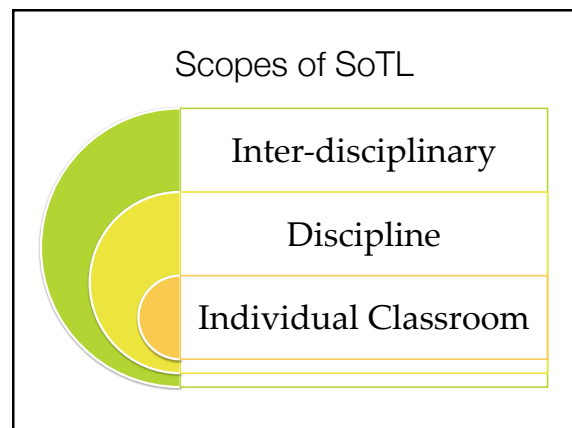 Scopes of SoTL
Inter-disciplinary
Discipline
Individual Classroom